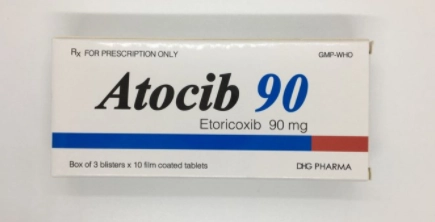 Rx FOR PRESCRIPTION ONLY
GMP-WHO
Atocib 90
Etoricoxib 90 mg
Box of 3 blisters x 10 film coated tablets
DHG PHARMA